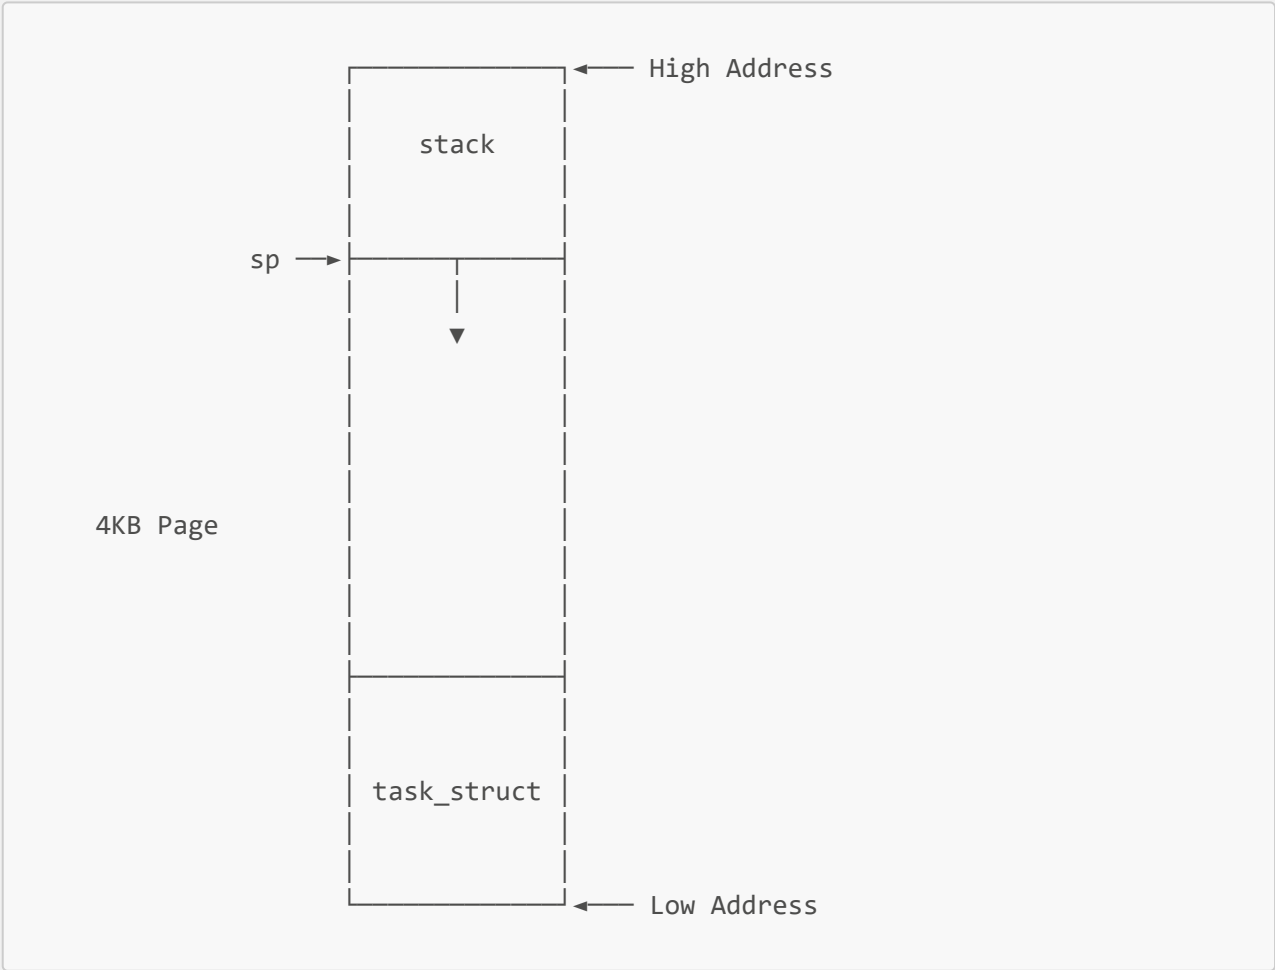 High Address
stack
sp
4KB Page
task_struct
Low Address